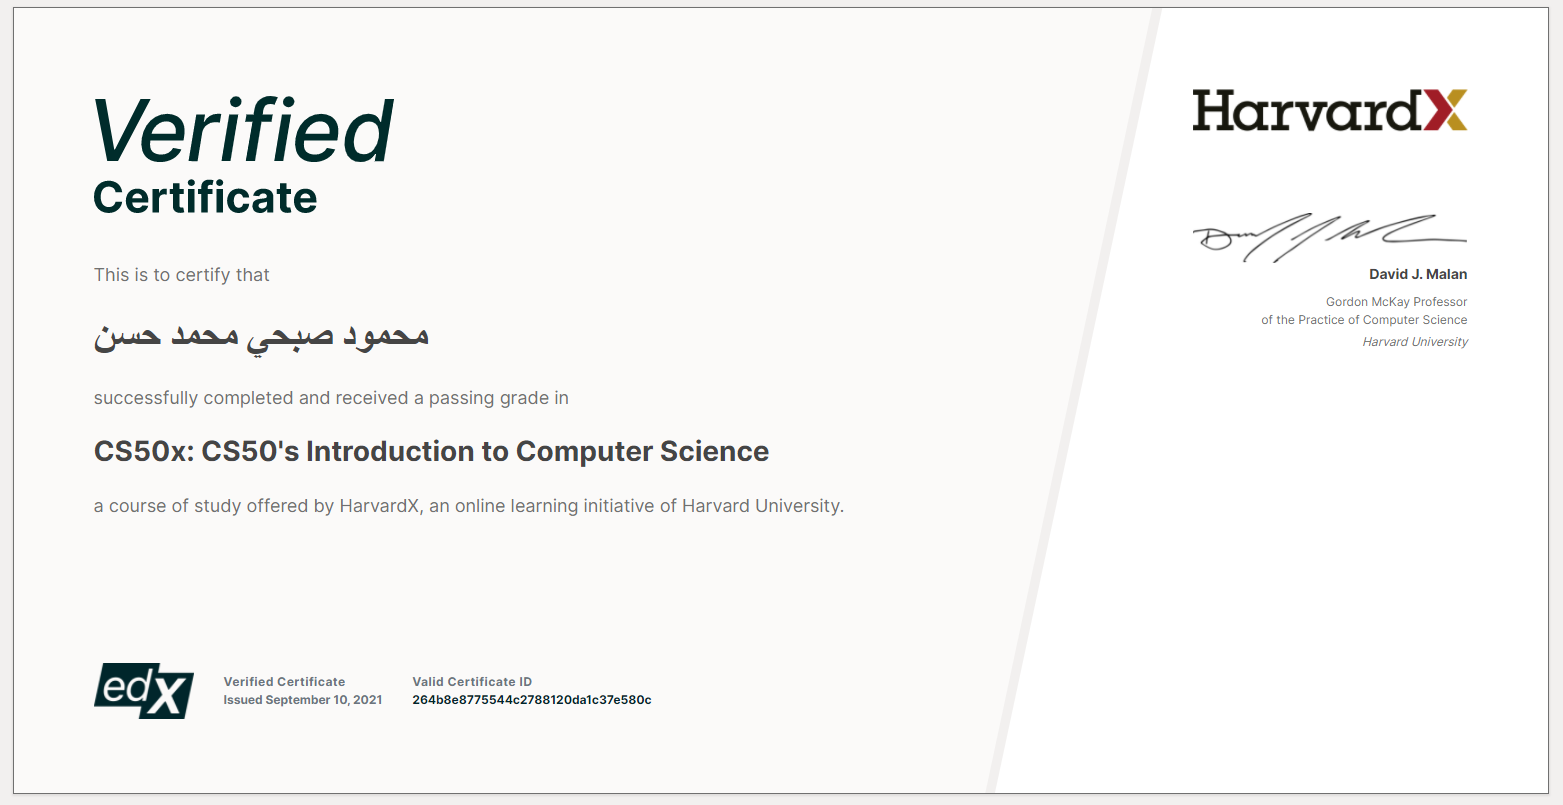 Verified
Certificate
This is to certify that
محمود صبحي محمد حسن
successfully completed and received a passing grade in
CS50x: CS50's Introduction to Computer Science
a course of study offered by HarvardX, an online learning initiative of Harvard University.
edX
Verified Certificate
Issued September 10, 2021
Valid Certificate ID
264b8e8775544c2788120da1c37e580c
HarvardX
David J. Malan
Gordon McKay Professor
of the Practice of Computer Science
Harvard University